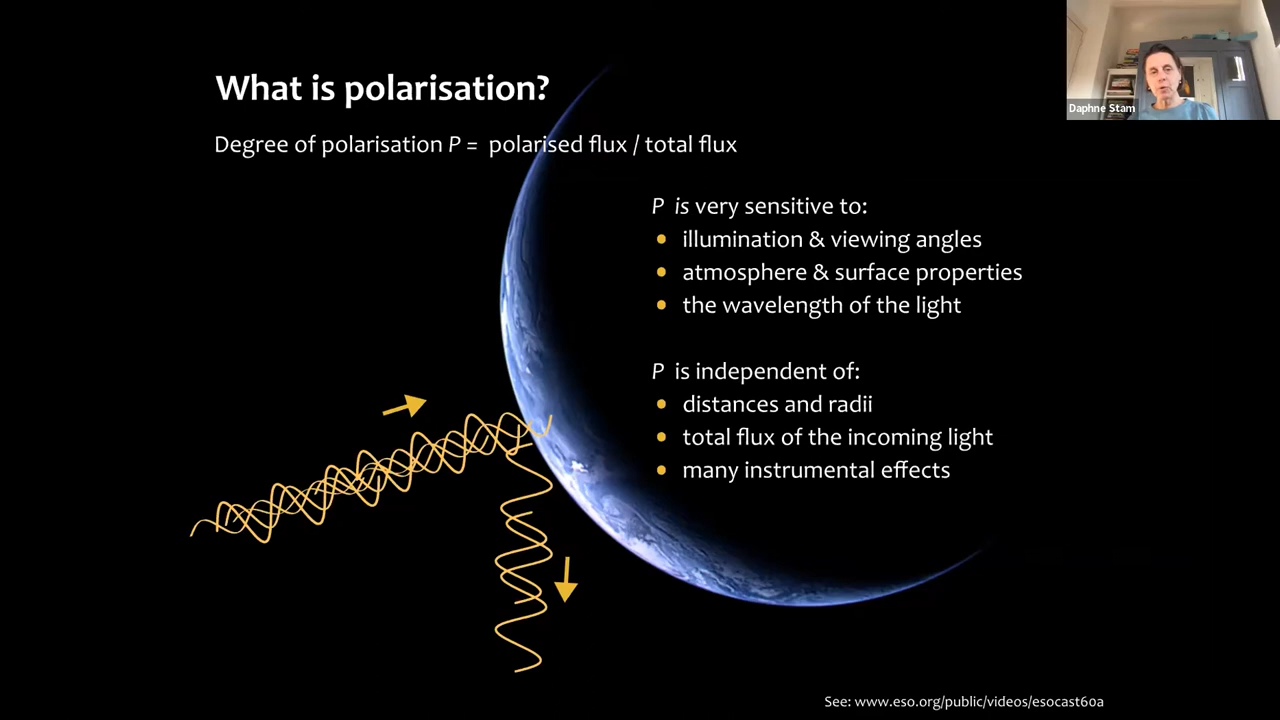 What is polarisation?
Degree of polarisation P = polarised flux / total flux
P is very sensitive to:
• illumination & viewing angles
• atmosphere & surface properties
• the wavelength of the light
P is independent of:
• distances and radii
• total flux of the incoming light
• many instrumental effects
See: www.eso.org/public/videos/esocast60a
Daphne Stam